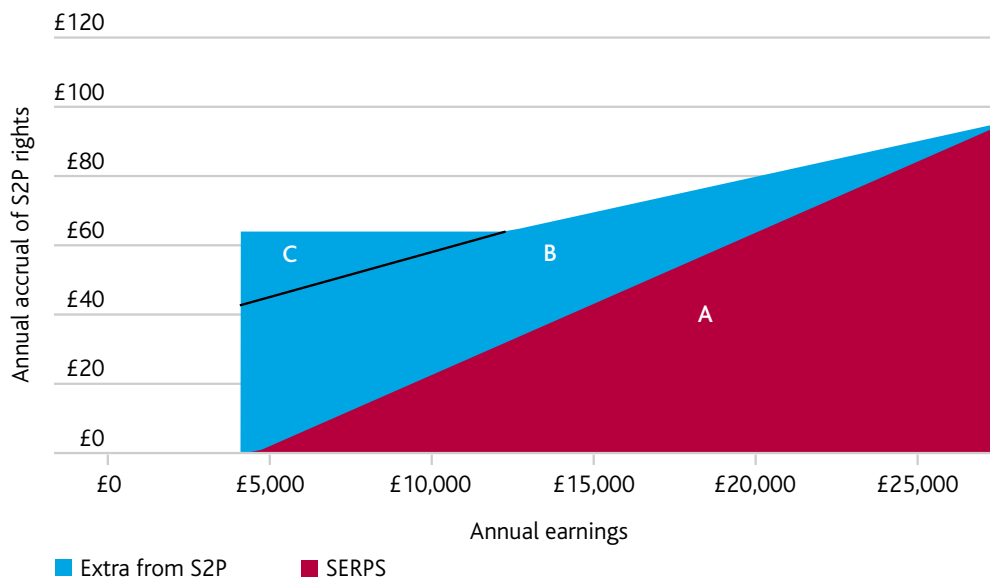 £120
£100
£80
£60
£40
£20
£0
Annual accrual of S2P rights
C
B
A
£0 £5,000 £10,000 £15,000 £20,000 £25,000
Annual earnings
Extra from S2P SERPS